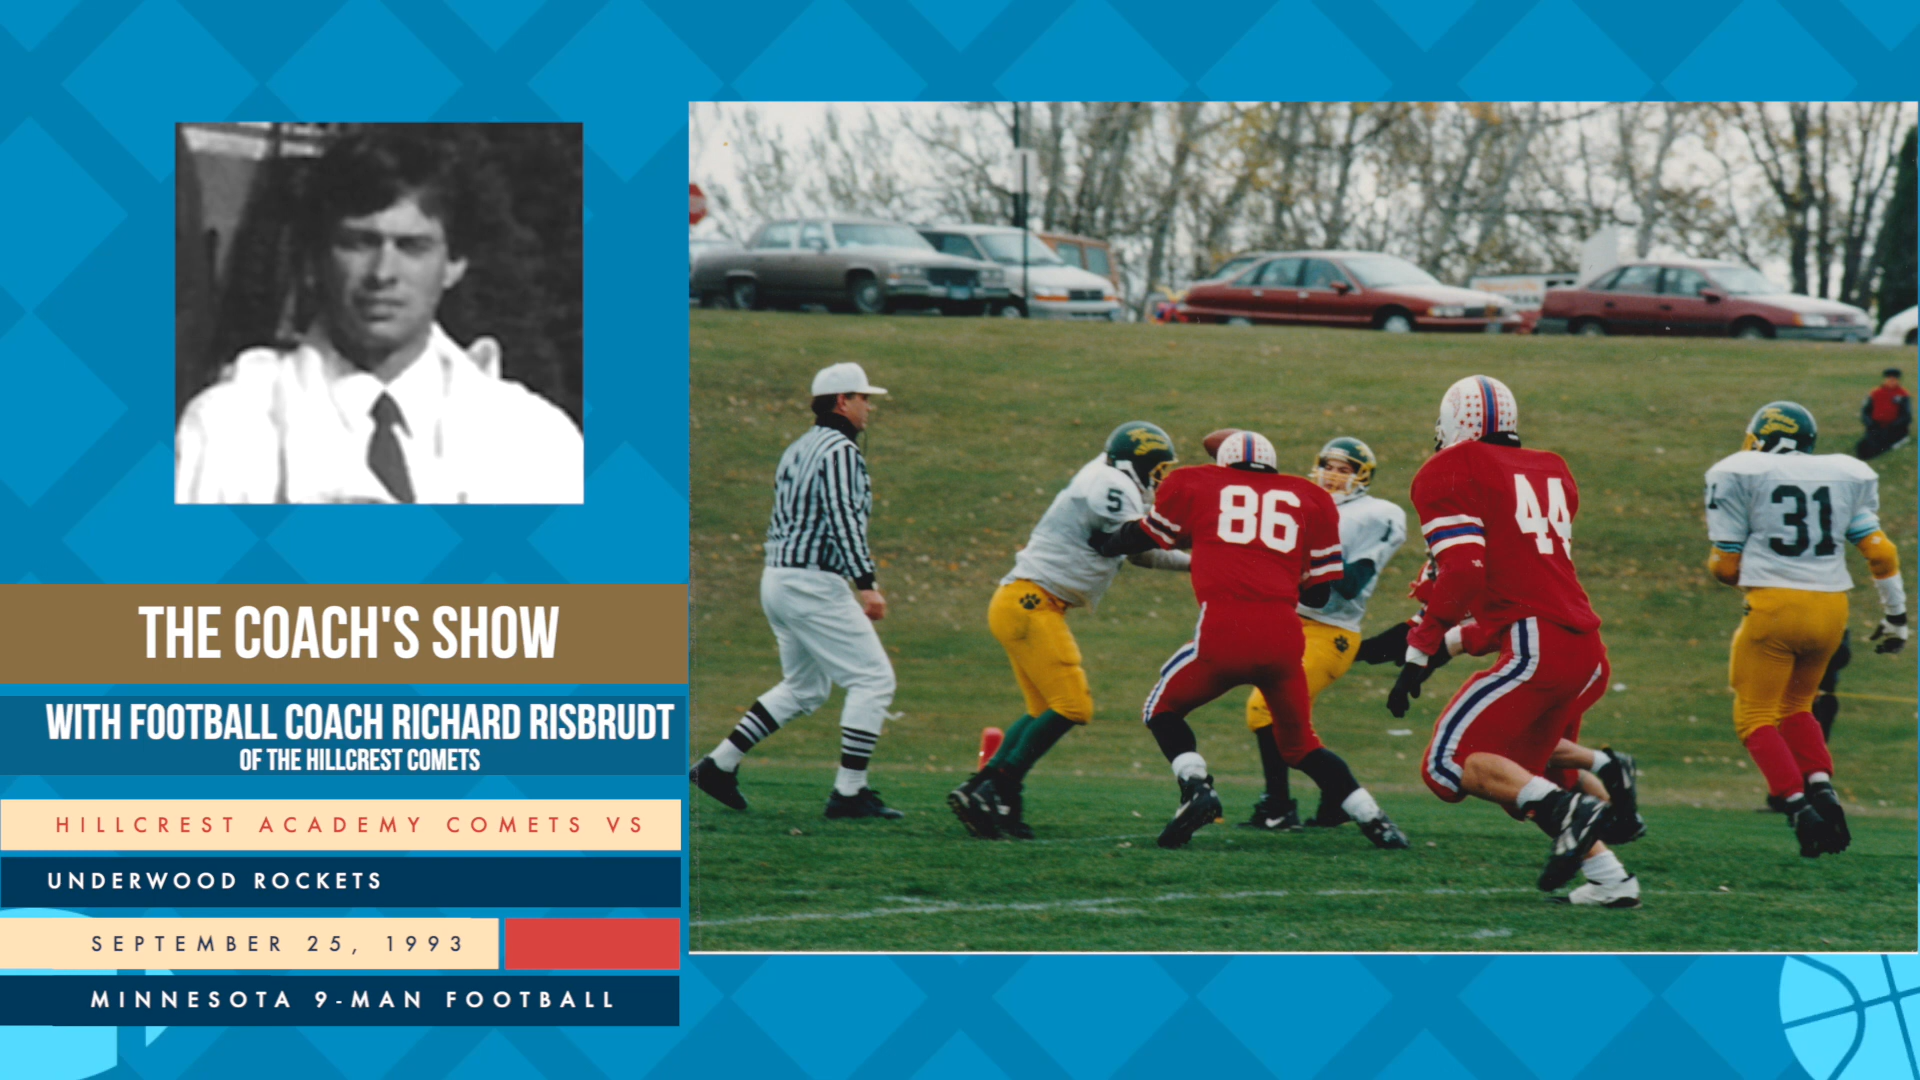 THE COACH'S SHOW
WITH FOOTBALL COACH RICHARD RISBRUDT
OF THE HILLCREST COMETS
HILLCREST ACADEMY COMETS VS
UNDERWOOD ROCKETS
SEPTEMBER 25, 1993
MINNESOTA 9-MAN FOOTBALL
5
86
1
44
31